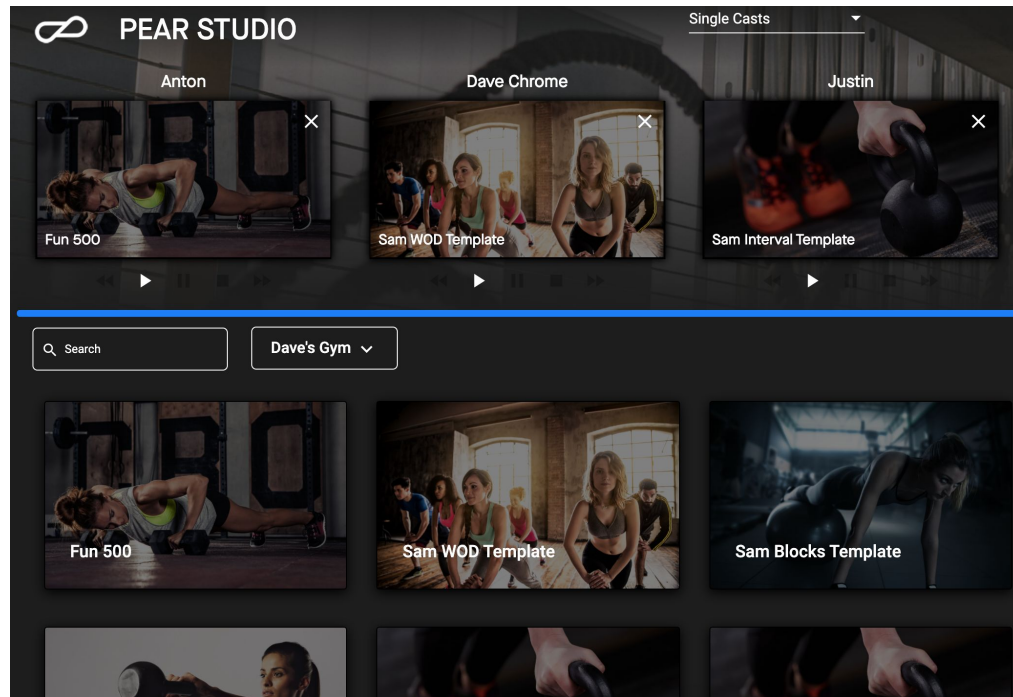 PEAR STUDIO
Single Casts
Anton
Dave Chrome
Justin
Fun 500
Sam WOD Template
Sam Interval Template
Search
Dave's Gym
Fun 500
Sam WOD Template
Sam Blocks Template